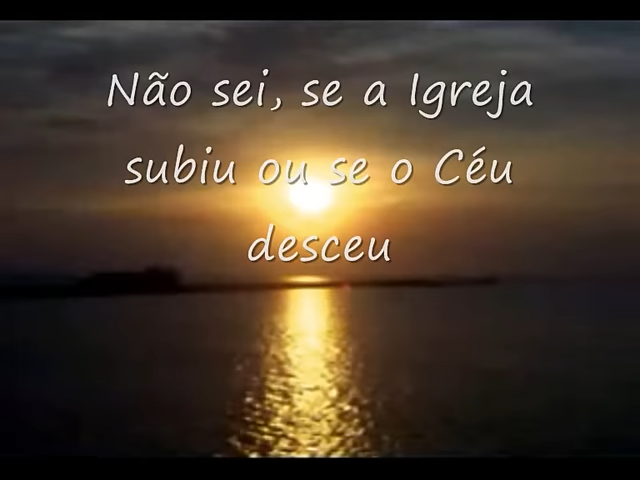 Não sei, se a Igreja
subiu ou se o Céu
desceu